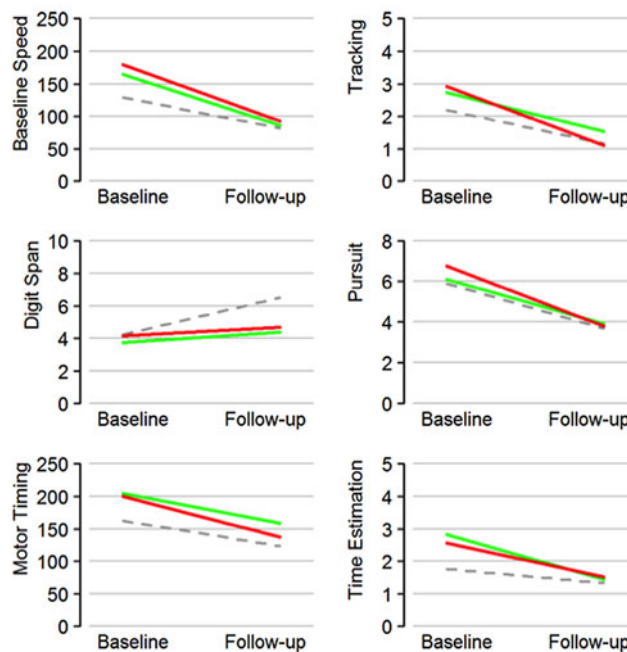 Baseline Speed
250
200
150
100
50
0
Baseline Follow-up
Tracking
5
4
3
2
1
0
Baseline Follow-up
Digit Span
10
8
6
4
2
0
Baseline Follow-up
Pursuit
8
6
4
2
0
Baseline Follow-up
Motor Timing
250
200
150
100
50
0
Baseline Follow-up
Time Estimation
5
4
3
2
1
0
Baseline Follow-up